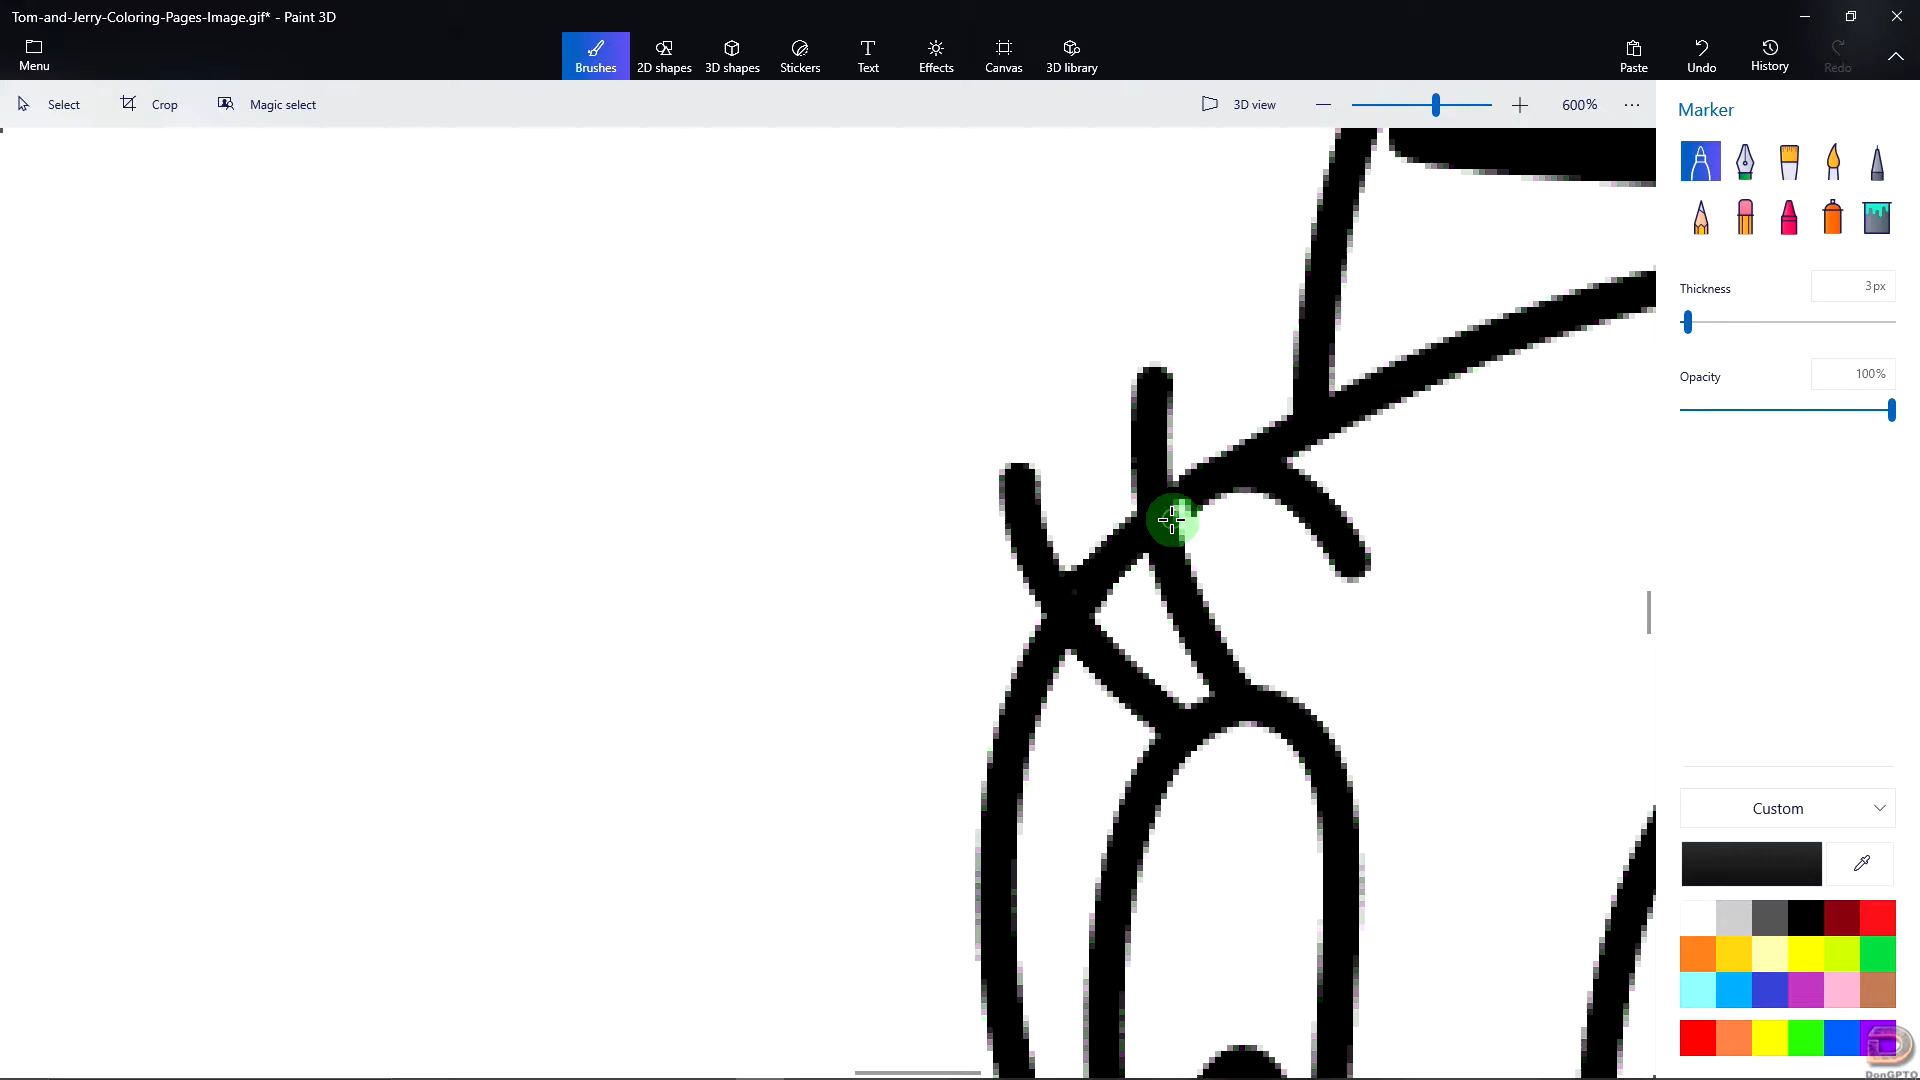 Tom-and-Jerry-Coloring-Pages-Image.gif* - Paint 3D
Menu
Brushes
2D shapes
3D shapes
Stickers
Text
Effects
Canvas
3D library
Paste
Undo
History
Redo
Select
Crop
Magic select
3D view
600%
Marker
Thickness
3px
Opacity
100%
Custom
DonGPTO